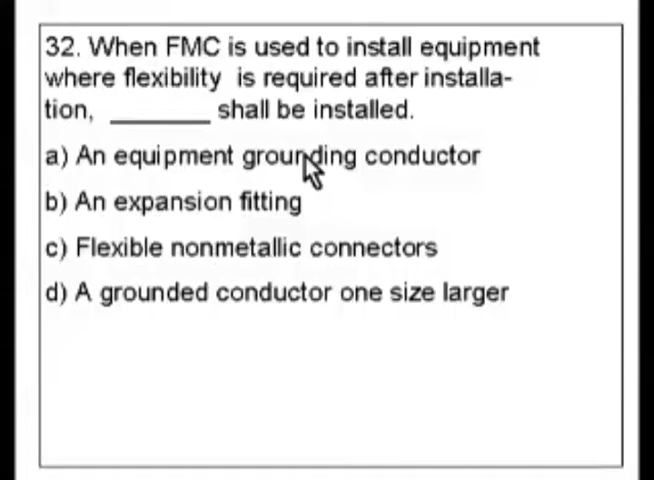 32. When FMC is used to install equipment
where flexibility is required after installa-
tion, ________ shall be installed.
a) An equipment grounding conductor
b) An expansion fitting
c) Flexible nonmetallic connectors
d) A grounded conductor one size larger